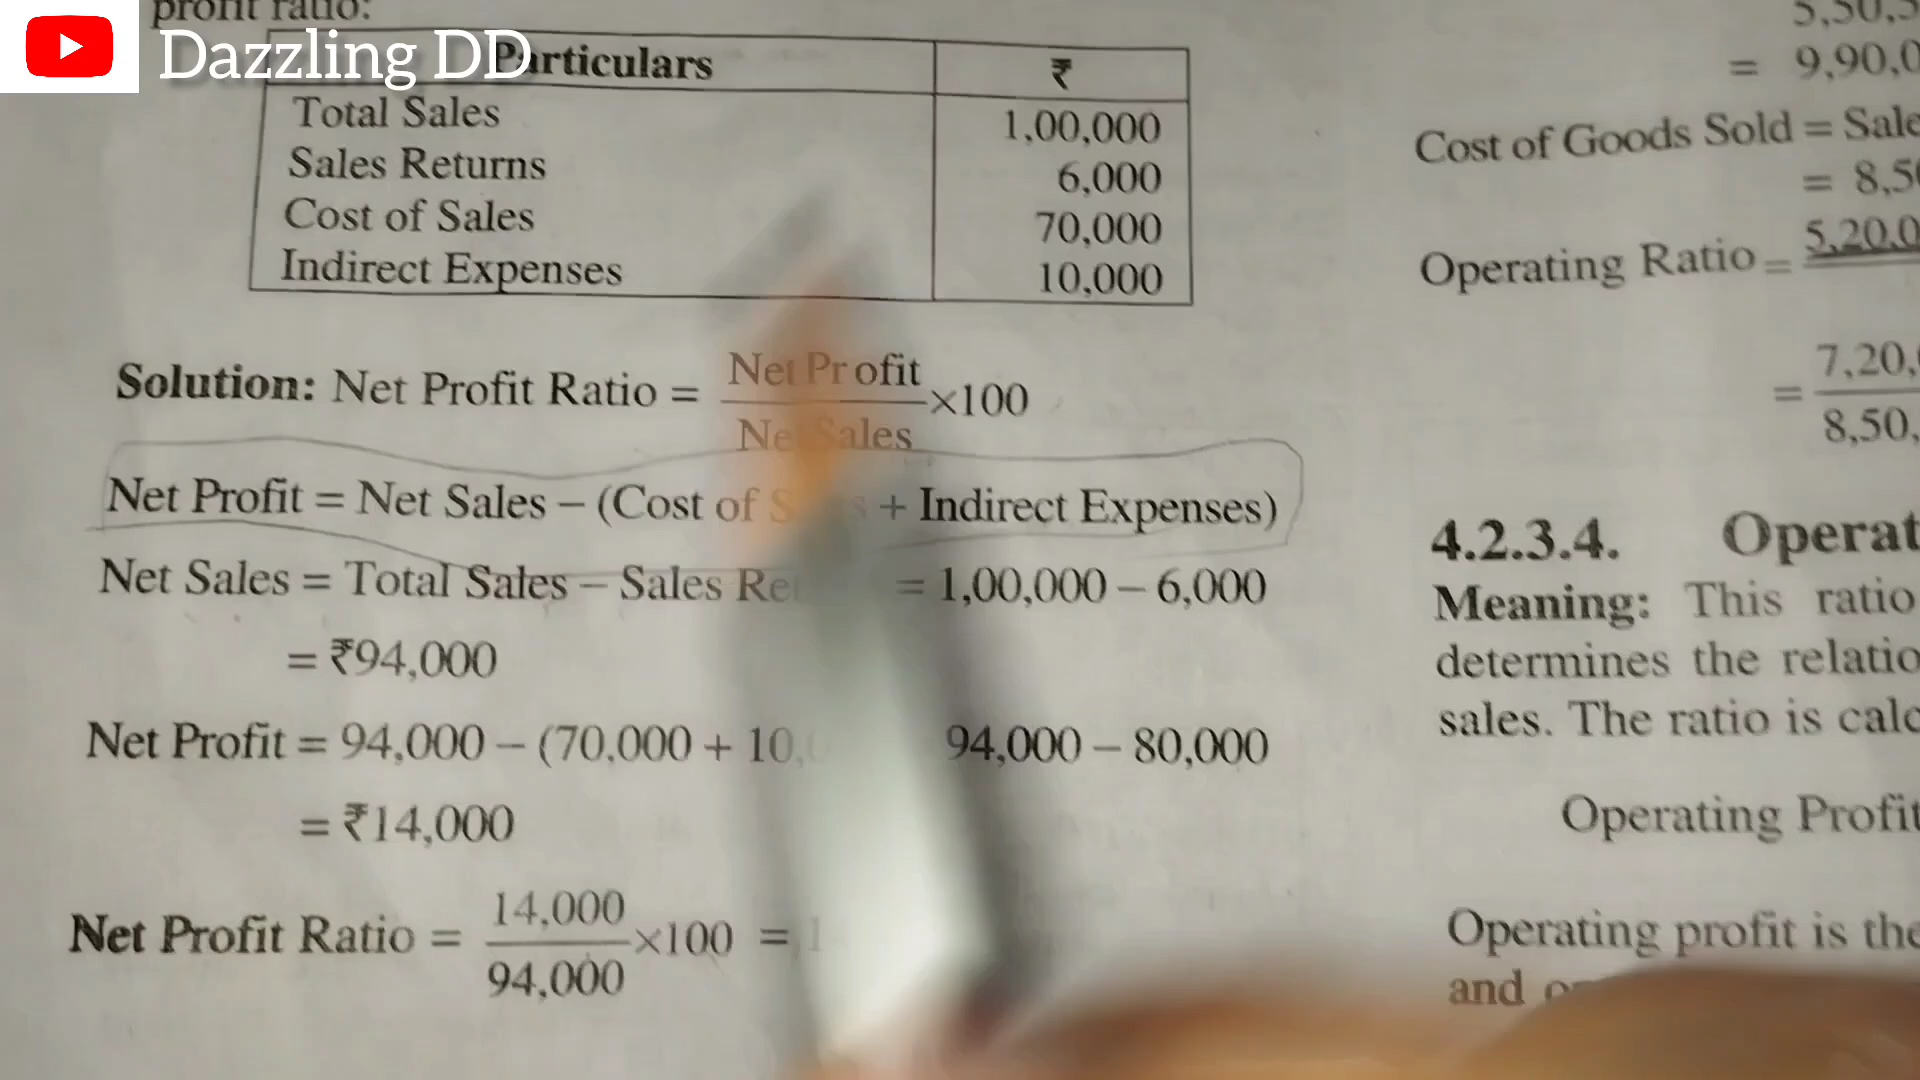 profit ratio:
Dazzling DD
Particulars ₹
Total Sales 1,00,000
Sales Returns 6,000
Cost of Sales 70,000
Indirect Expenses 10,000
Solution: Net Profit Ratio = Net Profit
Net Sales ×100
Net Profit = Net Sales – (Cost of + Indirect Expenses)
Net Sales = Total Sales – Sales = 1,00,000 – 6,000
= ₹94,000
Net Profit = 94,000 – (70,000 + 94,000 – 80,000
= ₹14,000
Net Profit Ratio = 14,000
94,000 ×100 =
= 9,90,0
Cost of Goods Sold = Sale
= 8,50
Operating Ratio = 5,20,0
= 7,20,
8,50,
4.2.3.4. Operat
Meaning: This ratio
determines the relatio
sales. The ratio is calc
Operating Profit
Operating profit is the
and